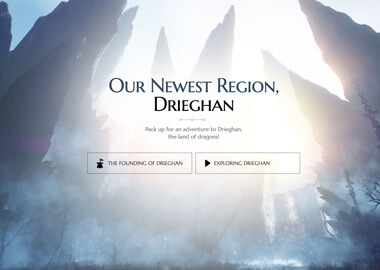 Our Newest Region,
Drieghan
Pack up for an adventure to Drieghan,
the land of dragons!
THE FOUNDING OF DRIEGHAN
EXPLORING DRIEGHAN